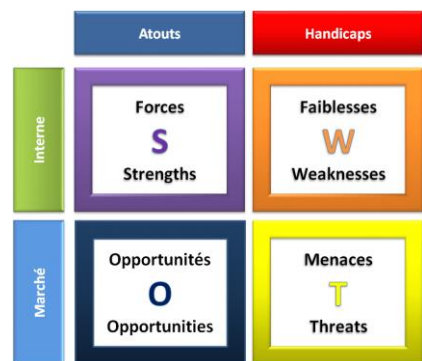 Atouts
Handicaps
Interne
Forces
S
Strengths
Faiblesses
W
Weaknesses
Marché
Opportunités
O
Opportunities
Menaces
T
Threats